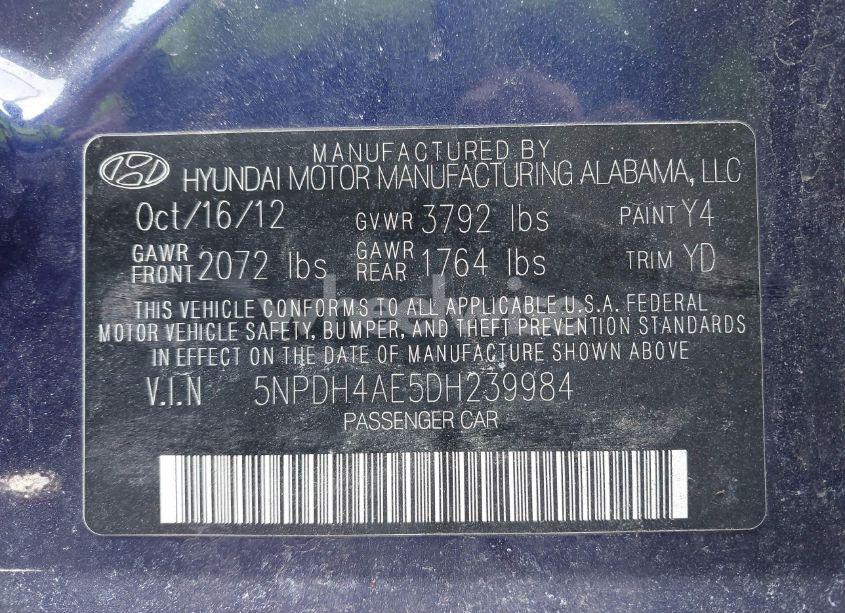 MANUFACTURED BY
HYUNDAI MOTOR MANUFACTURING ALABAMA, LLC
Oct/16/12 GVWR 3792 lbs PAINT Y4
GAWR FRONT 2072 lbs GAWR REAR 1764 lbs TRIM YD
THIS VEHICLE CONFORMS TO ALL APPLICABLE U.S.A. FEDERAL
MOTOR VEHICLE SAFETY, BUMPER, AND THEFT PREVENTION STANDARDS
IN EFFECT ON THE DATE OF MANUFACTURE SHOWN ABOVE
V.I.N 5NPDH4AE5DH239984
PASSENGER CAR